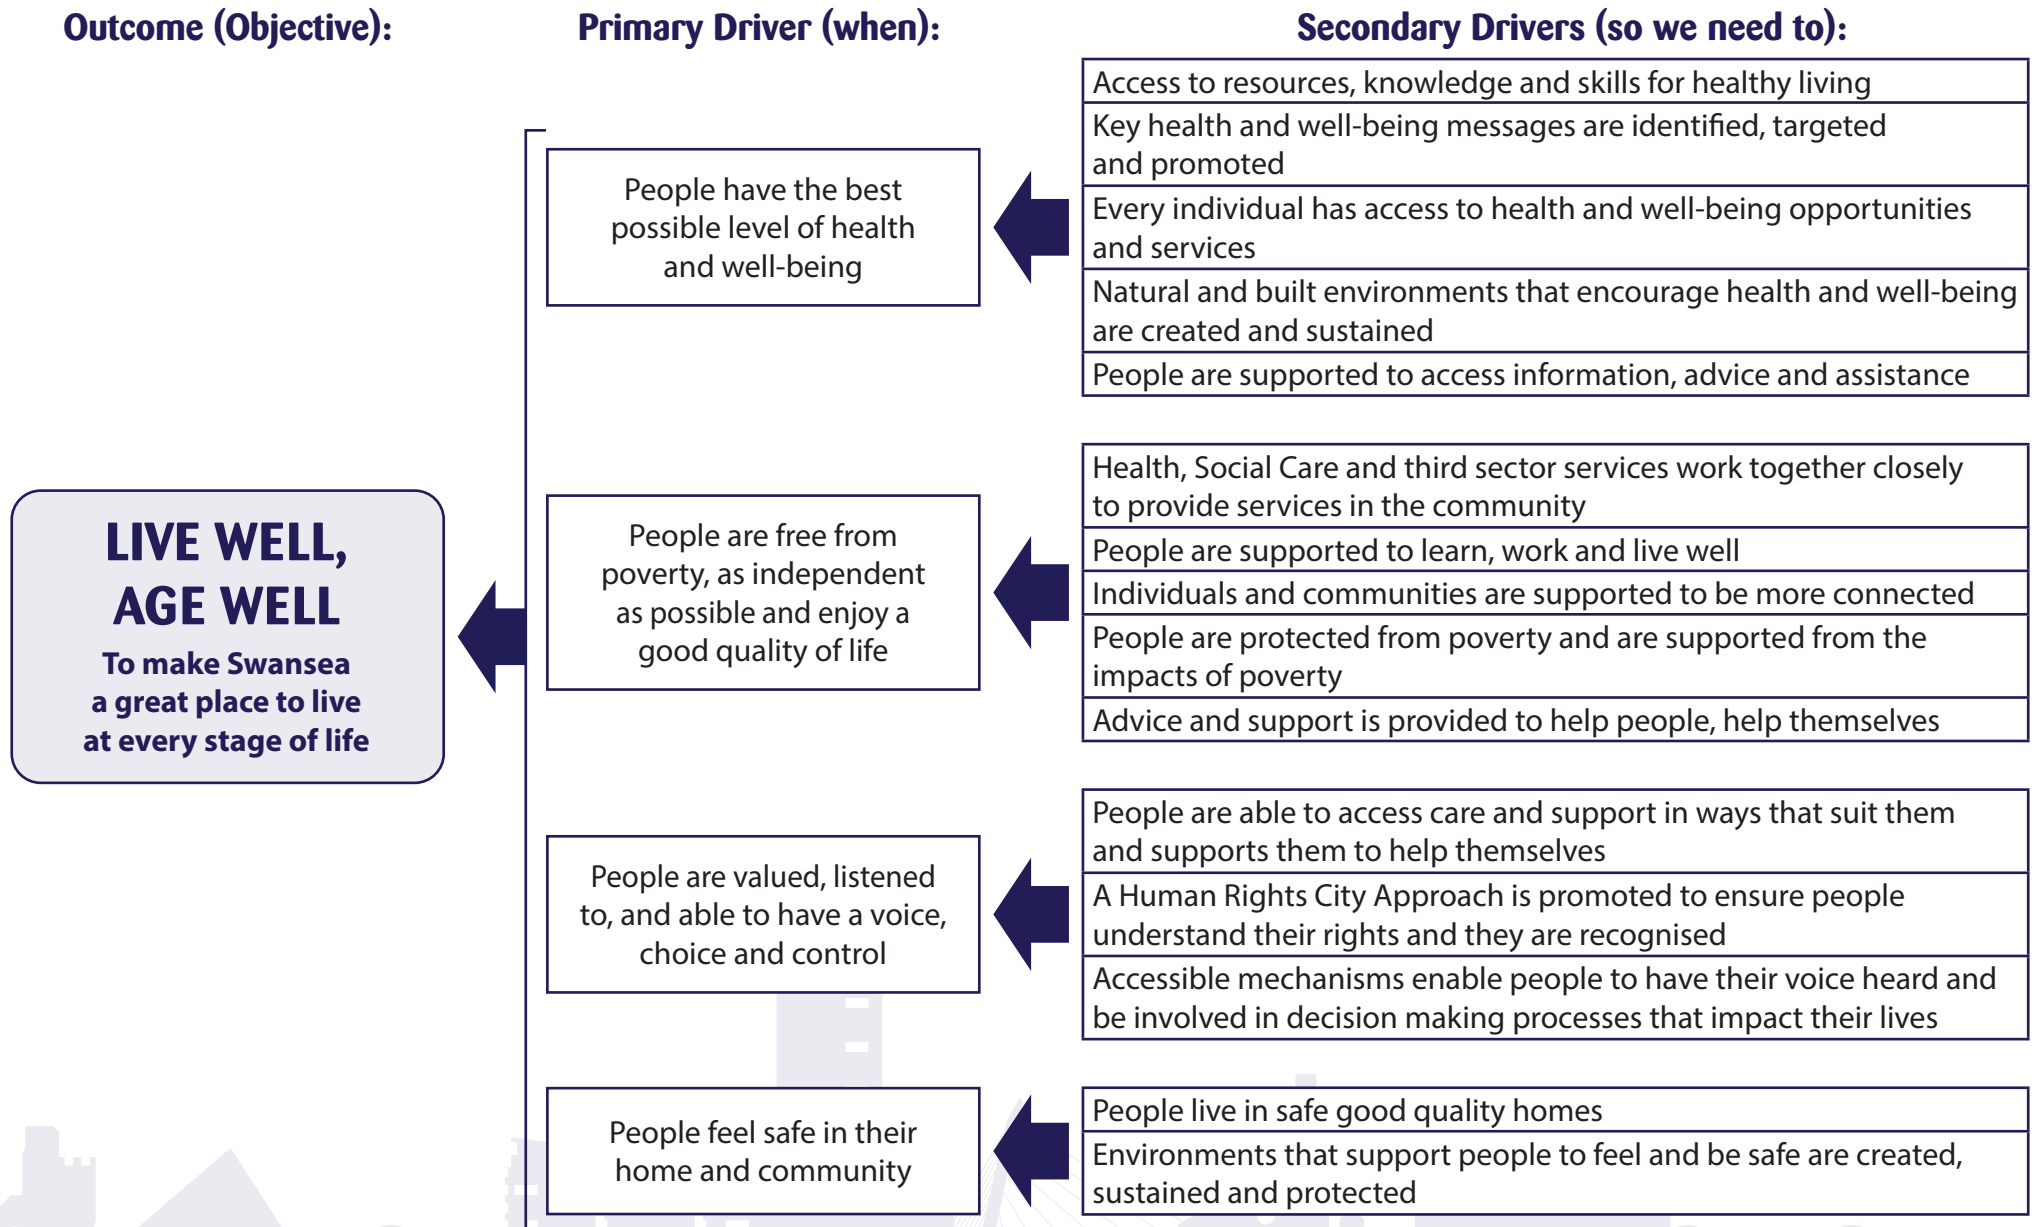 Outcome (Objective):
Primary Driver (when):
Secondary Drivers (so we need to):
LIVE WELL,
AGE WELL
To make Swansea
a great place to live
at every stage of life
People have the best
possible level of health
and well-being
Access to resources, knowledge and skills for healthy living
Key health and well-being messages are identified, targeted
and promoted
Every individual has access to health and well-being opportunities
and services
Natural and built environments that encourage health and well-being
are created and sustained
People are supported to access information, advice and assistance
People are free from
poverty, as independent
as possible and enjoy a
good quality of life
Health, Social Care and third sector services work together closely
to provide services in the community
People are supported to learn, work and live well
Individuals and communities are supported to be more connected
People are protected from poverty and are supported from the
impacts of poverty
Advice and support is provided to help people, help themselves
People are valued, listened
to, and able to have a voice,
choice and control
People are able to access care and support in ways that suit them
and supports them to help themselves
A Human Rights City Approach is promoted to ensure people
understand their rights and they are recognised
Accessible mechanisms enable people to have their voice heard and
be involved in decision making processes that impact their lives
People feel safe in their
home and community
People live in safe good quality homes
Environments that support people to feel and be safe are created,
sustained and protected